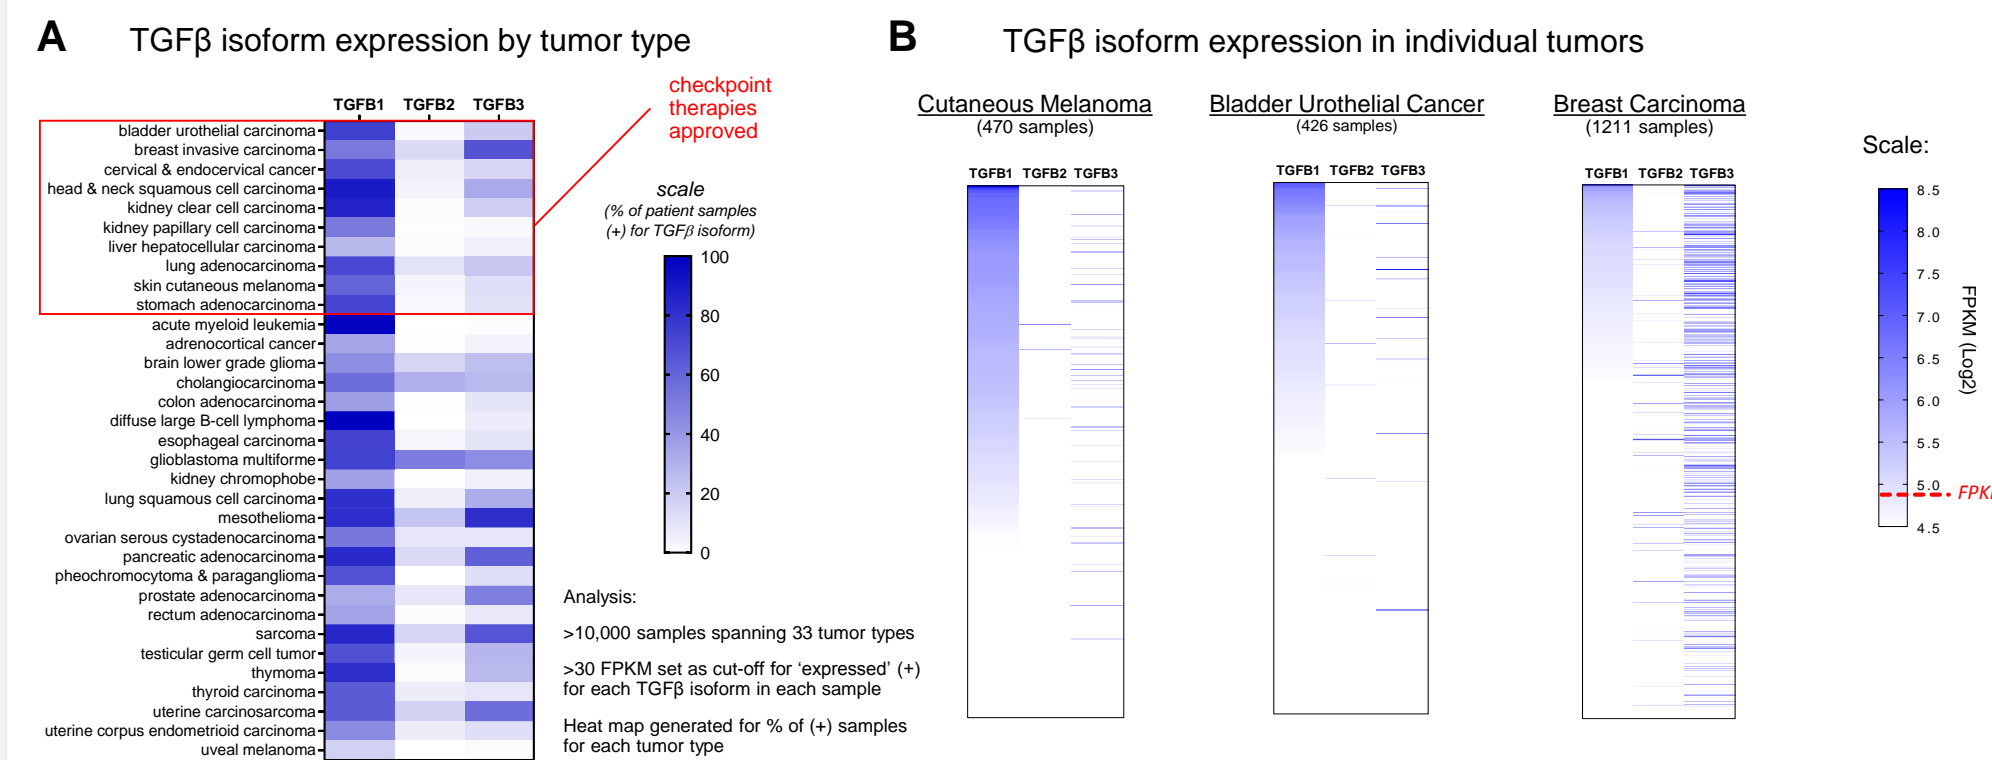 A
TGFβ isoform expression by tumor type
checkpoint
therapies
approved
TGFB1 TGFB2 TGFB3
bladder urothelial carcinoma
breast invasive carcinoma
cervical & endocervical cancer
head & neck squamous cell carcinoma
kidney clear cell carcinoma
kidney papillary cell carcinoma
liver hepatocellular carcinoma
lung adenocarcinoma
skin cutaneous melanoma
stomach adenocarcinoma
acute myeloid leukemia
adrenocortical cancer
brain lower grade glioma
cholangiocarcinoma
colon adenocarcinoma
diffuse large B-cell lymphoma
esophageal carcinoma
glioblastoma multiforme
kidney chromophobe
lung squamous cell carcinoma
mesothelioma
ovarian serous cystadenocarcinoma
pancreatic adenocarcinoma
pheochromocytoma & paraganglioma
prostate adenocarcinoma
rectum adenocarcinoma
sarcoma
testicular germ cell tumor
thymoma
thyroid carcinoma
uterine carcinosarcoma
uterine corpus endometrioid carcinoma
uveal melanoma
scale
(% of patient samples
(+) for TGFβ isoform)
100
80
60
40
20
0
Analysis:
>10,000 samples spanning 33 tumor types
>30 FPKM set as cut-off for ‘expressed’ (+)
for each TGFβ isoform in each sample
Heat map generated for % of (+) samples
for each tumor type
B
TGFβ isoform expression in individual tumors
Cutaneous Melanoma
(470 samples)
TGFB1 TGFB2 TGFB3
Bladder Urothelial Cancer
(426 samples)
TGFB1 TGFB2 TGFB3
Breast Carcinoma
(1211 samples)
TGFB1 TGFB2 TGFB3
Scale:
8.5
8.0
7.5
7.0
6.5
6.0
5.5
5.0
4.5
FPKM (Log2)